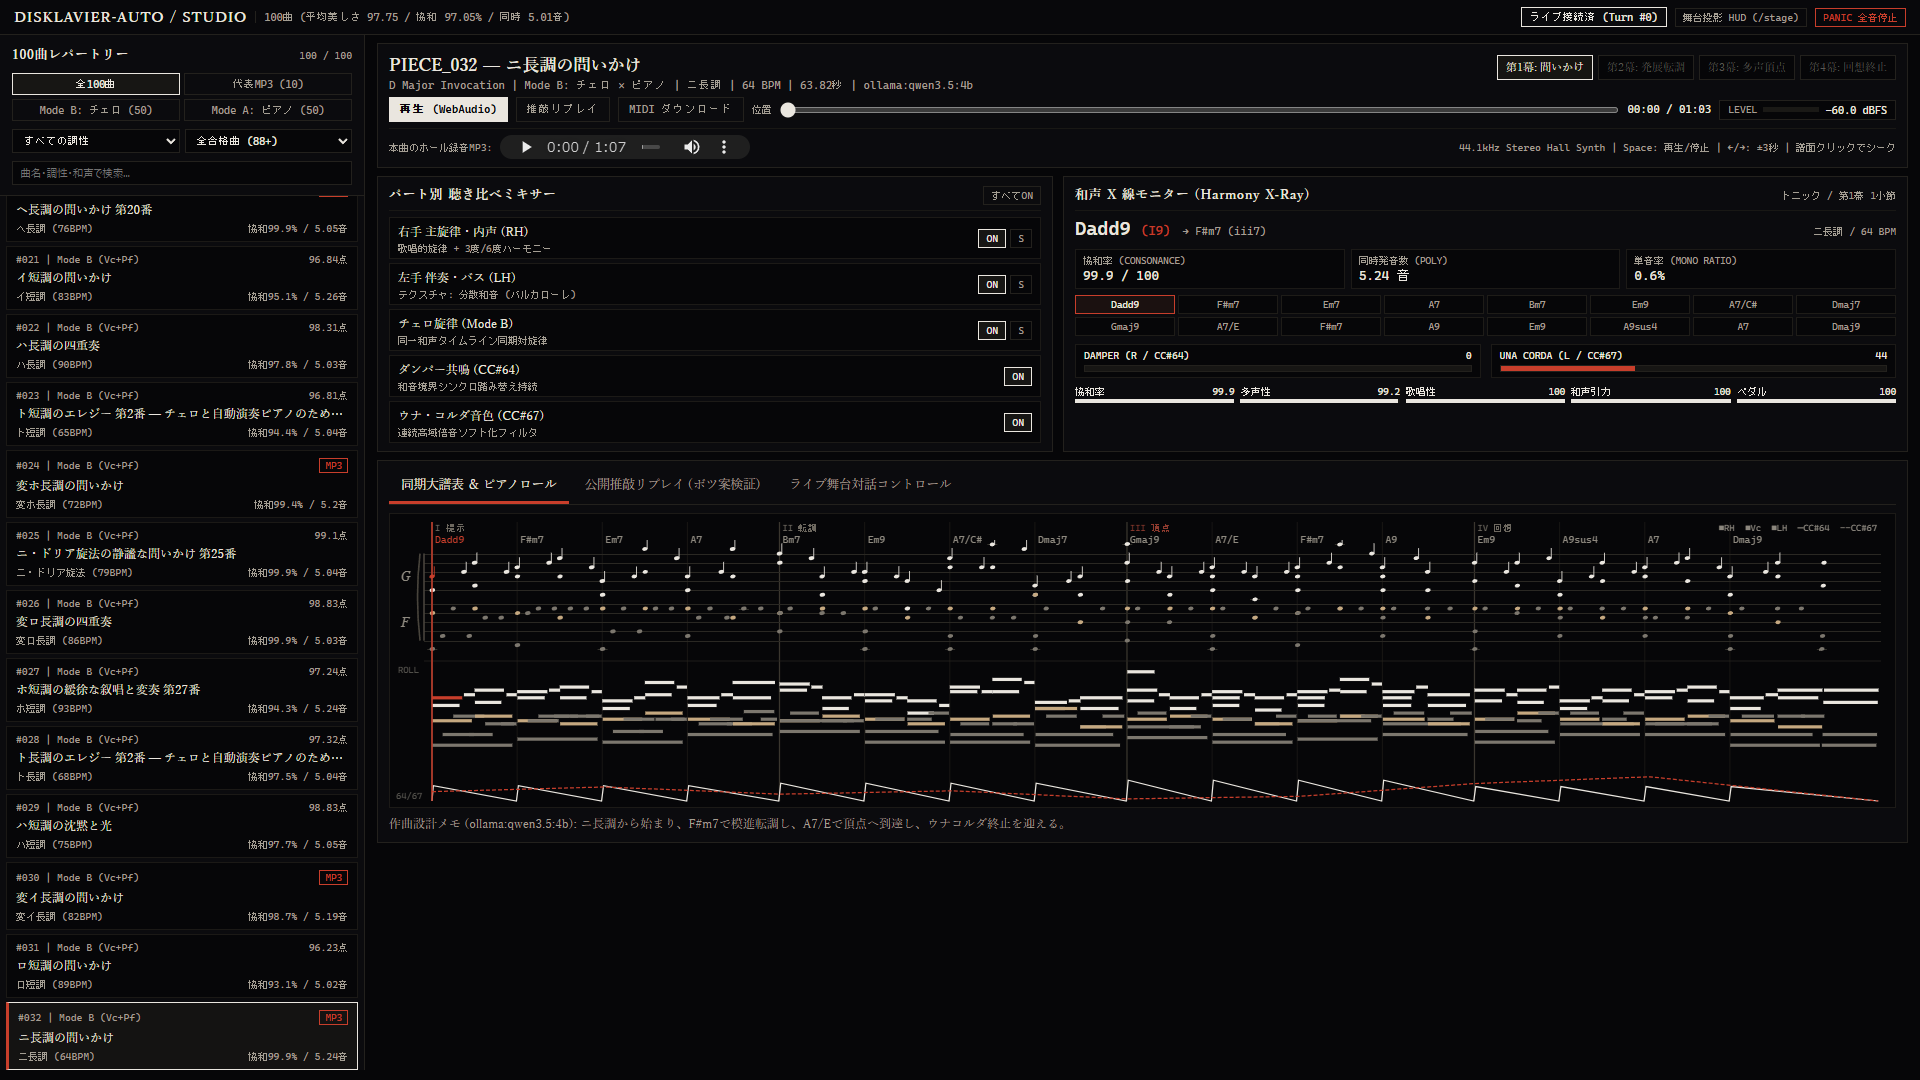 DISKLAVIER-AUTO / STUDIO
100曲 (平均美しさ 97.75 / 協和 97.05% / 同時 5.01音)
ライブ接続済 (Turn #0)
舞台投影 HUD (/stage)
PANIC 全音停止
100曲レパートリー
100 / 100
全100曲
代表MP3 (10)
Mode B: チェロ (50)
Mode A: ピアノ (50)
すべての調性
全合格曲 (88+)
曲名・調性・和声で検索…
ヘ長調の問いかけ 第20番
ヘ長調 (76BPM)
協和99.9% / 5.05音
#021 | Mode B (Vc+Pf)
96.84点
イ短調の問いかけ
イ短調 (83BPM)
協和95.1% / 5.26音
#022 | Mode B (Vc+Pf)
98.31点
ハ長調の四重奏
ハ長調 (90BPM)
協和97.8% / 5.03音
#023 | Mode B (Vc+Pf)
96.81点
ト短調のエレジー 第2番 — チェロと自動演奏ピアノのため…
ト短調 (65BPM)
協和94.4% / 5.04音
#024 | Mode B (Vc+Pf)
MP3
変ホ長調の問いかけ
変ホ長調 (72BPM)
協和99.4% / 5.2音
#025 | Mode B (Vc+Pf)
99.1点
ニ・ドリア旋法の静謐な問いかけ 第25番
ニ・ドリア旋法 (79BPM)
協和99.9% / 5.04音
#026 | Mode B (Vc+Pf)
98.83点
変ロ長調の四重奏
変ロ長調 (86BPM)
協和99.9% / 5.03音
#027 | Mode B (Vc+Pf)
97.24点
ホ短調の緩徐な叙唱と変奏 第27番
ホ短調 (93BPM)
協和94.3% / 5.24音
#028 | Mode B (Vc+Pf)
97.32点
ト長調のエレジー 第2番 — チェロと自動演奏ピアノのため…
ト長調 (68BPM)
協和97.5% / 5.04音
#029 | Mode B (Vc+Pf)
98.83点
ハ短調の沈黙と光
ハ短調 (75BPM)
協和97.7% / 5.05音
#030 | Mode B (Vc+Pf)
MP3
変イ長調の問いかけ
変イ長調 (82BPM)
協和98.7% / 5.19音
#031 | Mode B (Vc+Pf)
96.23点
ロ短調の問いかけ
ロ短調 (89BPM)
協和93.1% / 5.02音
#032 | Mode B (Vc+Pf)
MP3
ニ長調の問いかけ
ニ長調 (64BPM)
協和99.9% / 5.24音
PIECE_032 — ニ長調の問いかけ
D Major Invocation | Mode B: チェロ × ピアノ | ニ長調 | 64 BPM | 63.82秒 | ollama:qwen3.5:4b
第1幕: 問いかけ
第2幕: 発展転調
第3幕: 多声頂点
第4幕: 回想終止
再生 (WebAudio)
推敲リプレイ
MIDI ダウンロード
位置
00:00 / 01:03
LEVEL
-60.0 dBFS
本曲のホール録音MP3:
0:00 / 1:07
44.1kHz Stereo Hall Synth | Space: 再生/停止 | ←/→: ±3秒 | 譜面クリックでシーク
パート別 聴き比べミキサー
すべてON
右手 主旋律・内声 (RH)
歌唱的旋律 + 3度/6度ハーモニー
ON
S
左手 伴奏・バス (LH)
テクスチャ: 分散和音 (バルカローレ)
ON
S
チェロ旋律 (Mode B)
同一和声タイムライン同期対旋律
ON
S
ダンパー共鳴 (CC#64)
和音境界シンクロ踏み替え持続
ON
ウナ・コルダ音色 (CC#67)
連続高域倍音ソフト化フィルタ
ON
和声 X 線モニター (Harmony X-Ray)
トニック / 第1幕 1小節
Dadd9 (I9) → F#m7 (iii7)
ニ長調 / 64 BPM
協和率 (CONSONANCE)
99.9 / 100
同時発音数 (POLY)
5.24 音
単音率 (MONO RATIO)
0.6%
Dadd9
F#m7
Em7
A7
Bm7
Em9
A7/C#
Dmaj7
Gmaj9
A7/E
F#m7
A9
Em9
A9sus4
A7
Dmaj9
DAMPER (R / CC#64)
0
UNA CORDA (L / CC#67)
44
協和率 99.9
多声性 99.2
歌唱性 100
和声引力 100
ペダル 100
同期大譜表 & ピアノロール
公開推敲リプレイ (ボツ案検証)
ライブ舞台対話コントロール
I 提示
II 転調
III 頂点
IV 回想
■RH ■Vc ■LH ─CC#64 --CC#67
Dadd9
F#m7
Em7
A7
Bm7
Em9
A7/C#
Dmaj7
Gmaj9
A7/E
F#m7
A9
Em9
A9sus4
A7
Dmaj9
G
F
ROLL
64/67
作曲設計メモ (ollama:qwen3.5:4b): ニ長調から始まり、F#m7で模進転調し、A7/Eで頂点へ到達し、ウナコルダ終止を迎える。